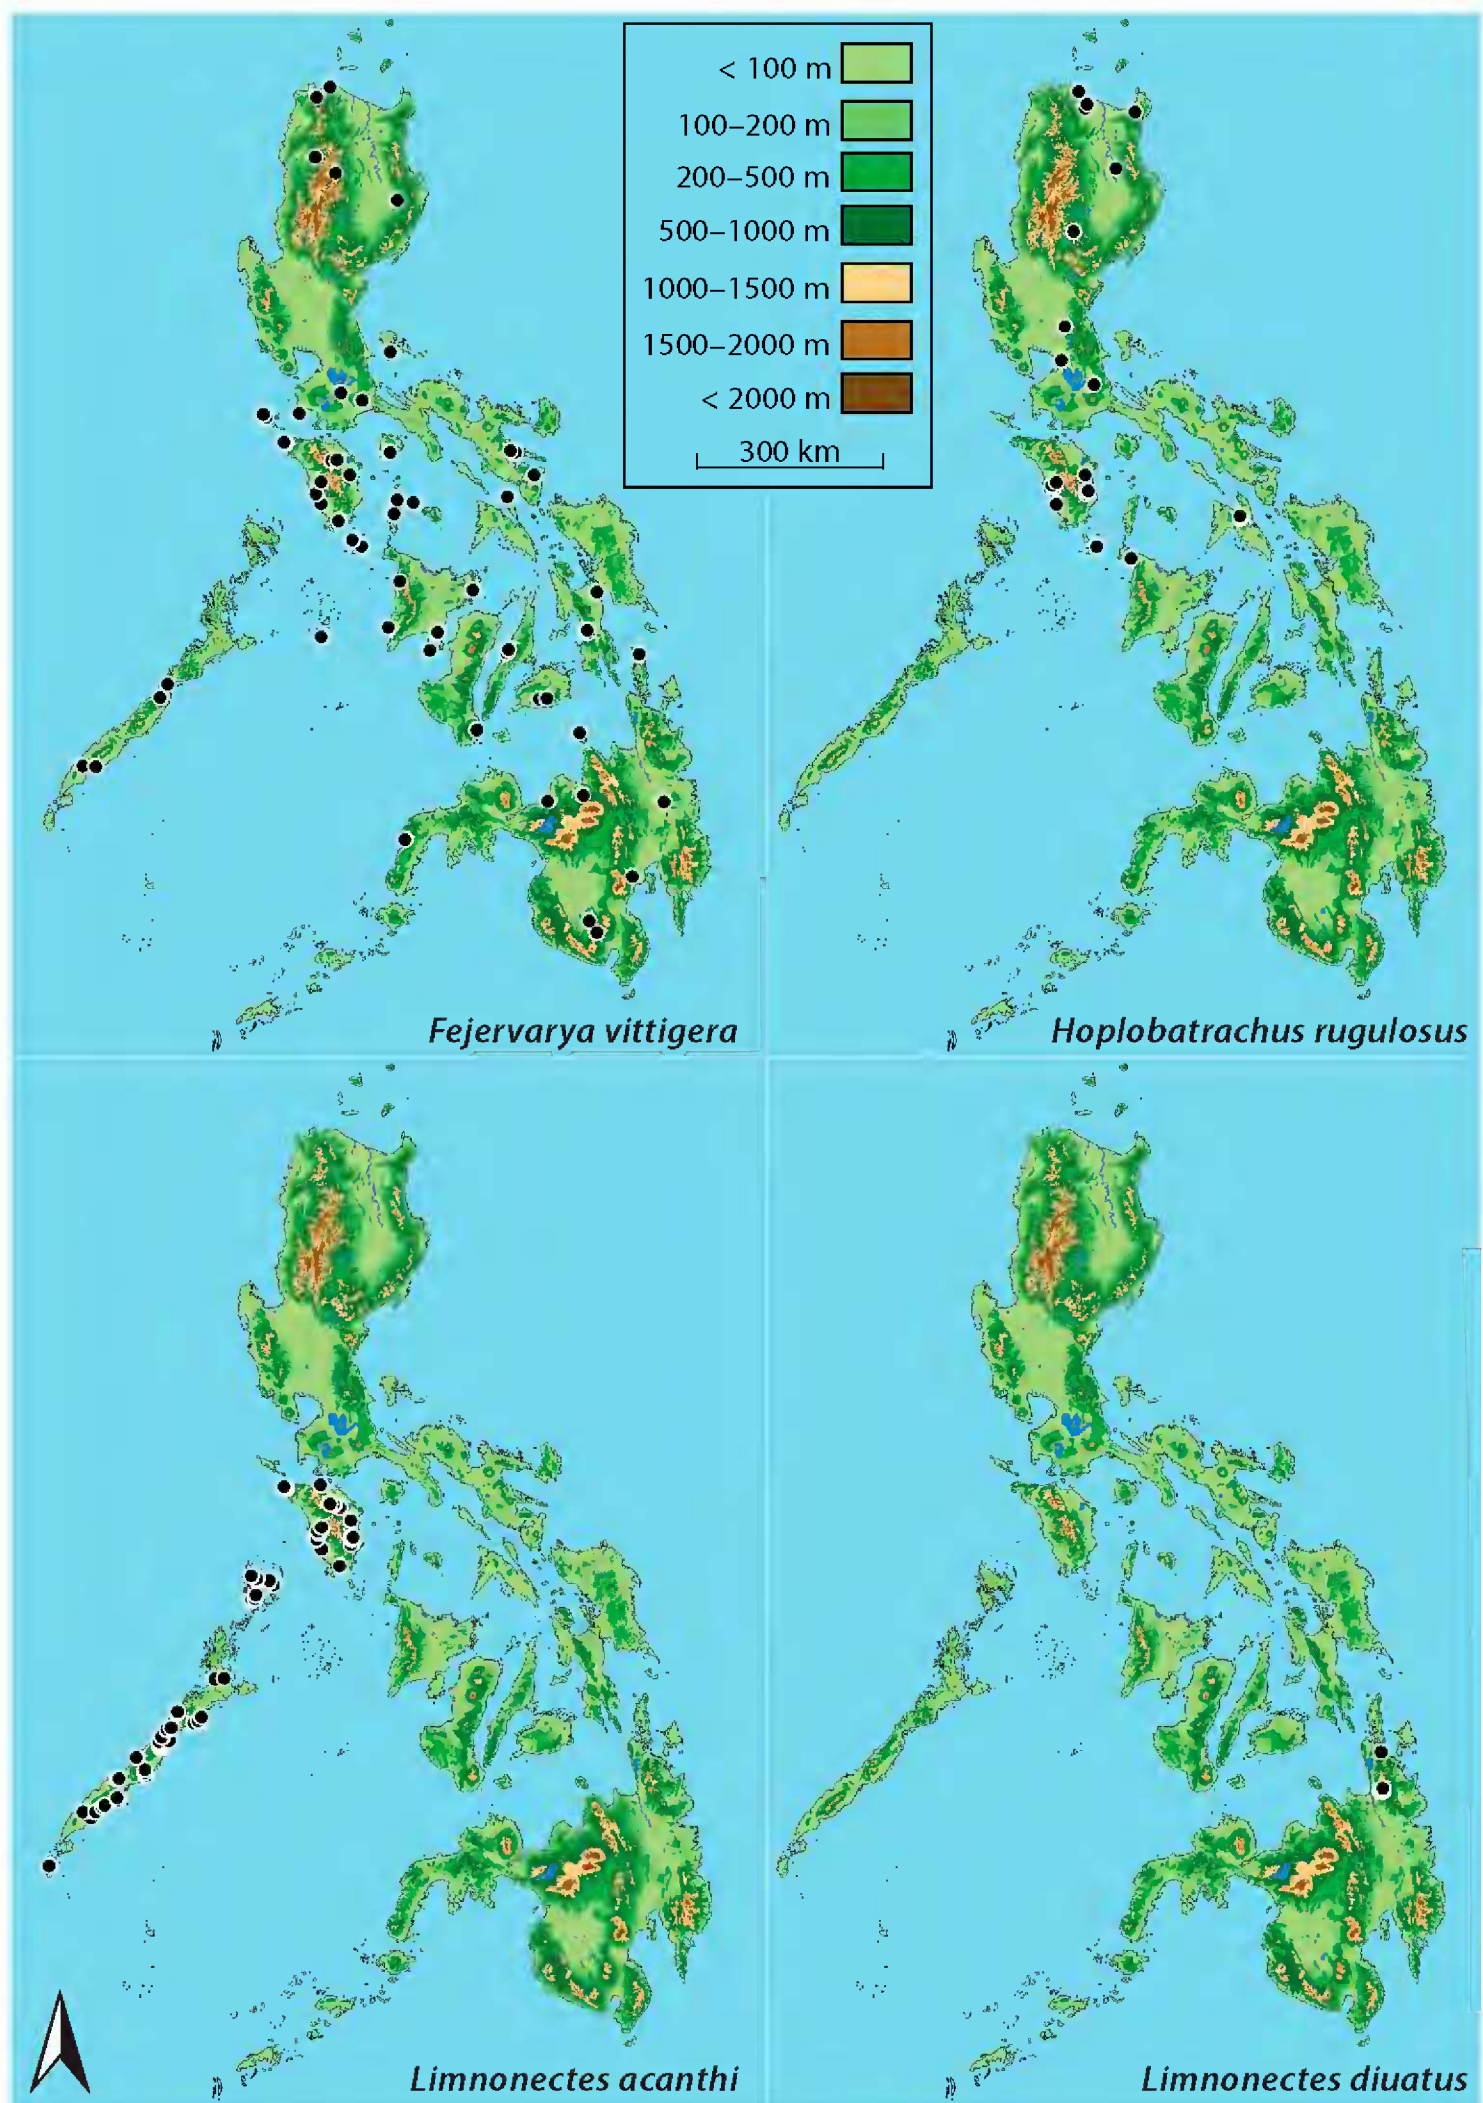 < 100 m
100–200 m
200–500 m
500–1000 m
1000–1500 m
1500–2000 m
< 2000 m
300 km
Fejervarya vittigera
Hoplobatrachus rugulosus
Limnonectes acanthi
Limnonectes diuatus